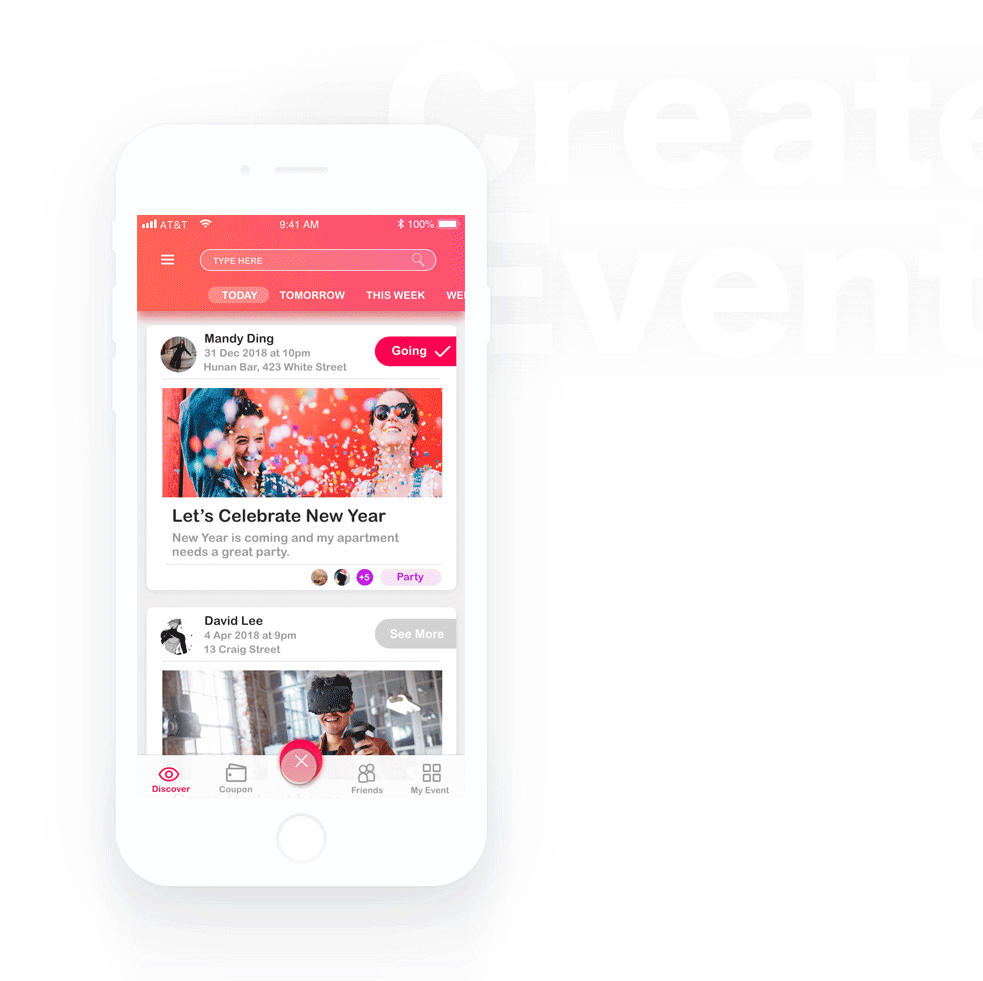 Create
Event
AT&T 9:41 AM 100%
TYPE HERE
TODAY TOMORROW THIS WEEK WE
Mandy Ding
31 Dec 2018 at 10pm
Hunan Bar, 423 White Street
Going
Let's Celebrate New Year
New Year is coming and my apartment
needs a great party.
+5 Party
David Lee
4 Apr 2018 at 9pm
13 Craig Street
See More
Discover Coupon Friends My Event